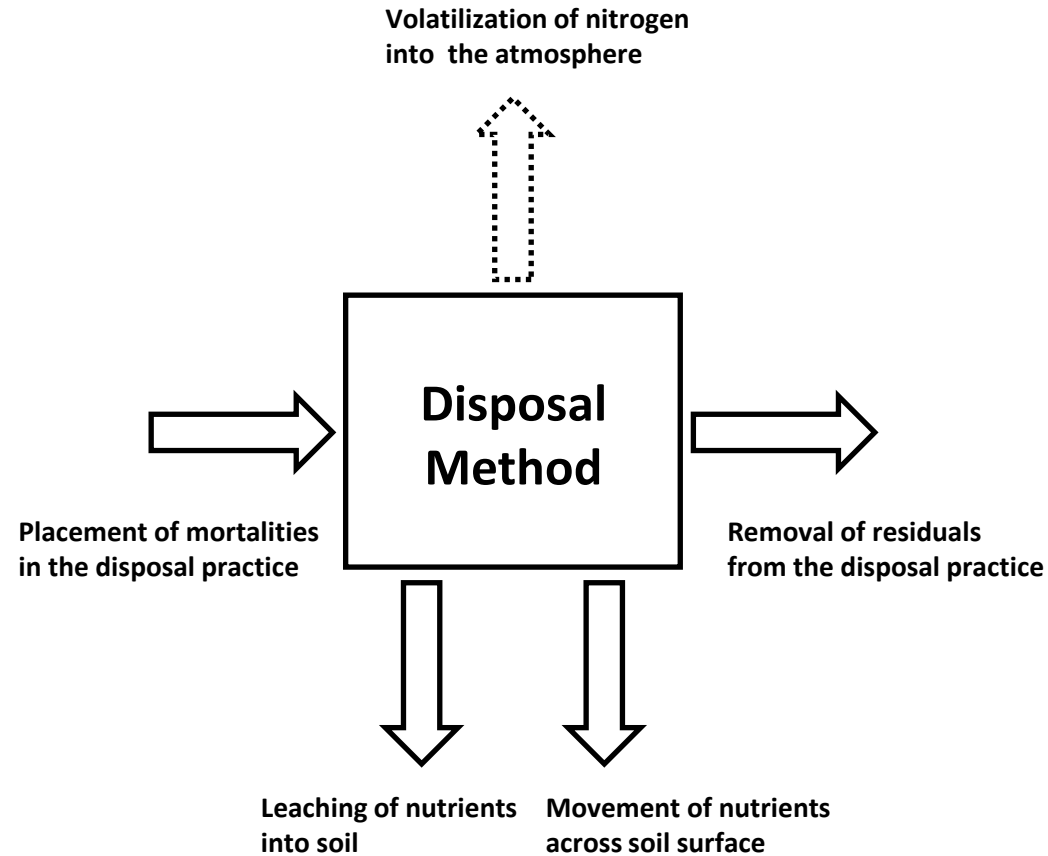 Volatilization of nitrogen
into the atmosphere
Disposal
Method
Placement of mortalities
in the disposal practice
Removal of residuals
from the disposal practice
Leaching of nutrients
into soil
Movement of nutrients
across soil surface